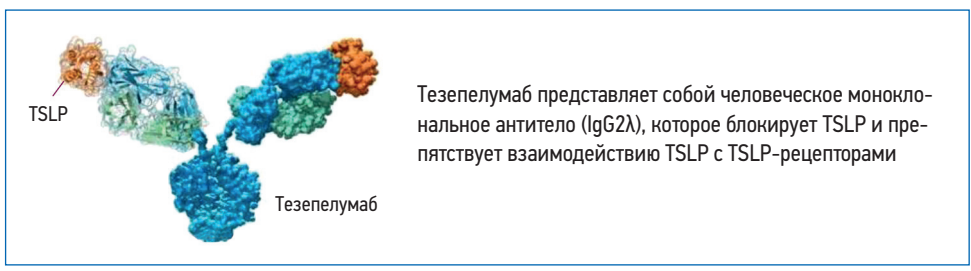 TSLP
Тезепелумаб
Тезепелумаб представляет собой человеческое монокло-
нальное антитело (IgG2λ), которое блокирует TSLP и пре-
пятствует взаимодействию TSLP с TSLP-рецепторами